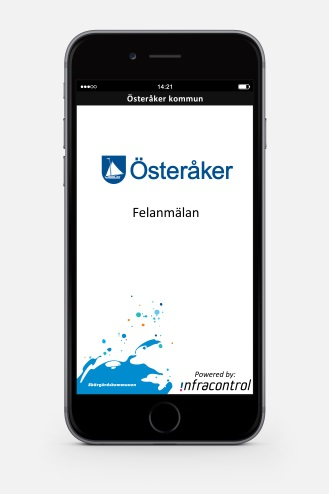 14:21
Österåker kommun
Österåker
Felanmälan
Powered by:
infracontrol
Skärgårdskommunen